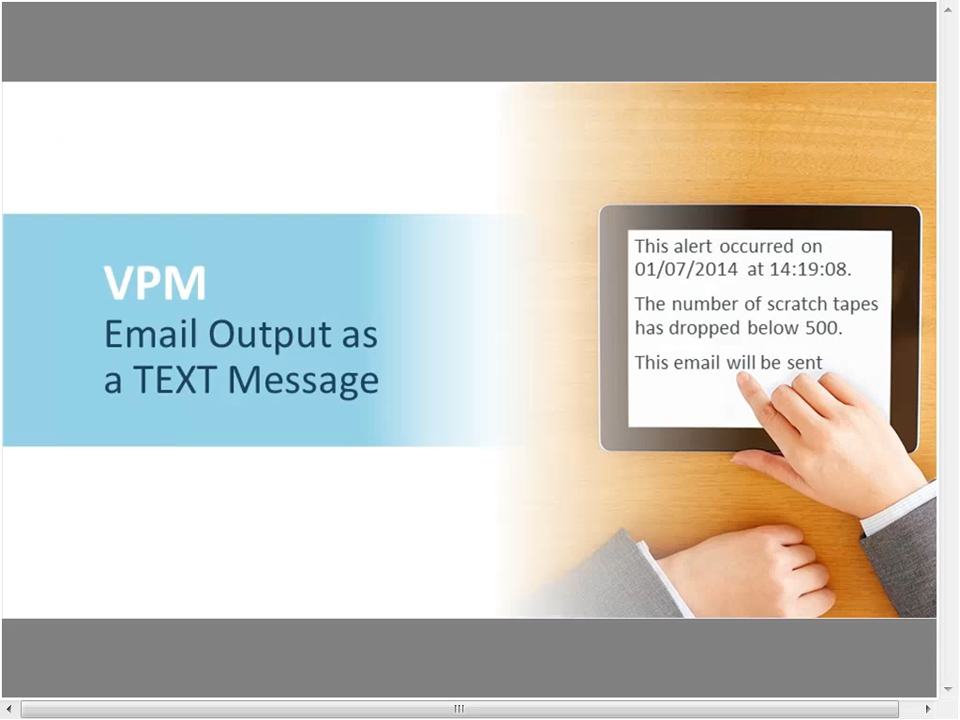 VPM
Email Output as
a TEXT Message
This alert occurred on
01/07/2014 at 14:19:08.
The number of scratch tapes
has dropped below 500.
This email will be sent